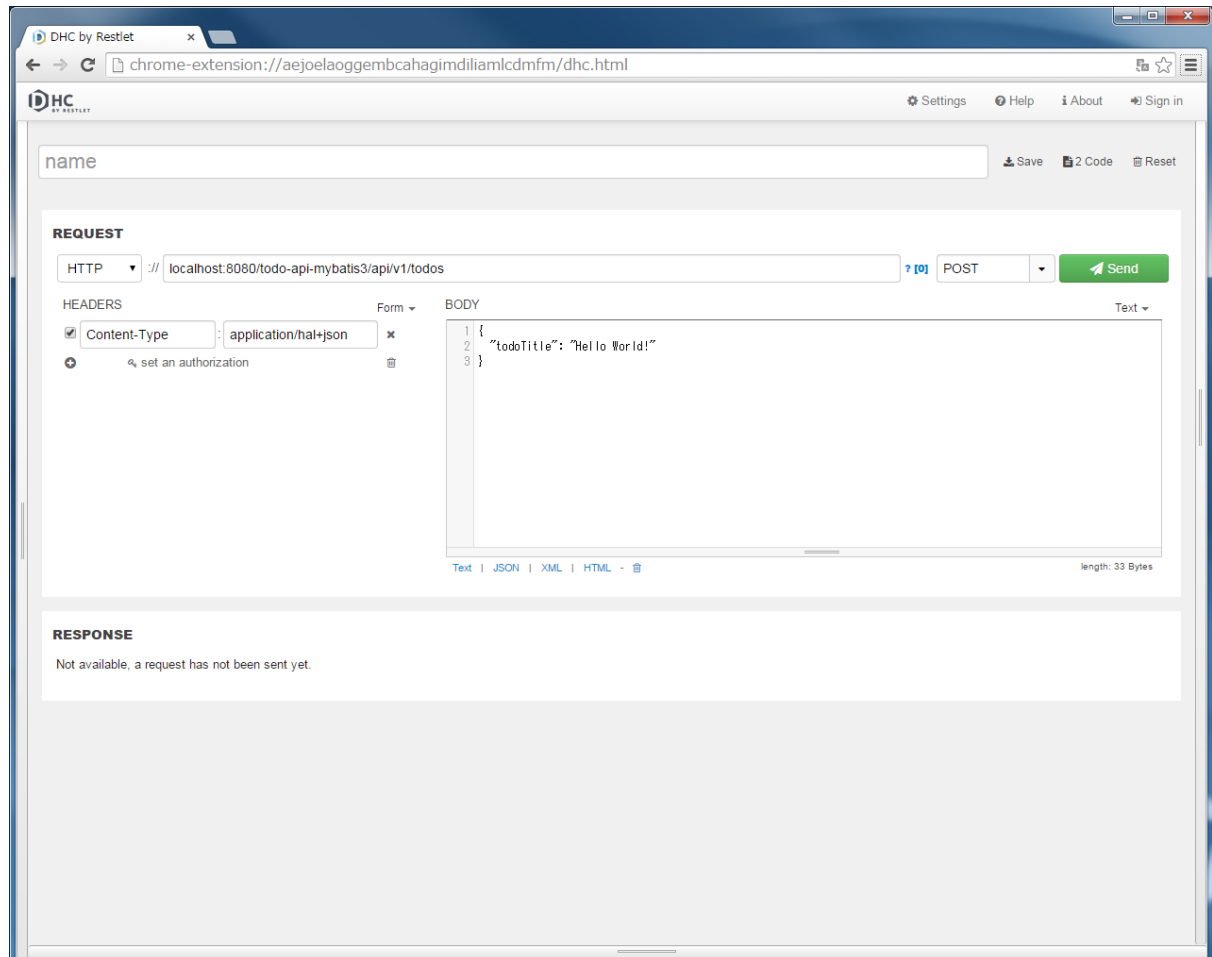 DHC by Restlet
chrome-extension://aejoelaoggembcahagimdiliamlcdmfm/dhc.html
DHC BY RESTLET
Settings Help About Sign in
name Save 2 Code Reset
REQUEST
HTTP :// localhost:8080/todo-api-mybatis3/api/v1/todos ? [0] POST Send
HEADERS Form BODY Text
Content-Type : application/hal+json
set an authorization
1 {
2 "todoTitle": "Hello World!"
3 }
Text | JSON | XML | HTML - length: 33 Bytes
RESPONSE
Not available, a request has not been sent yet.